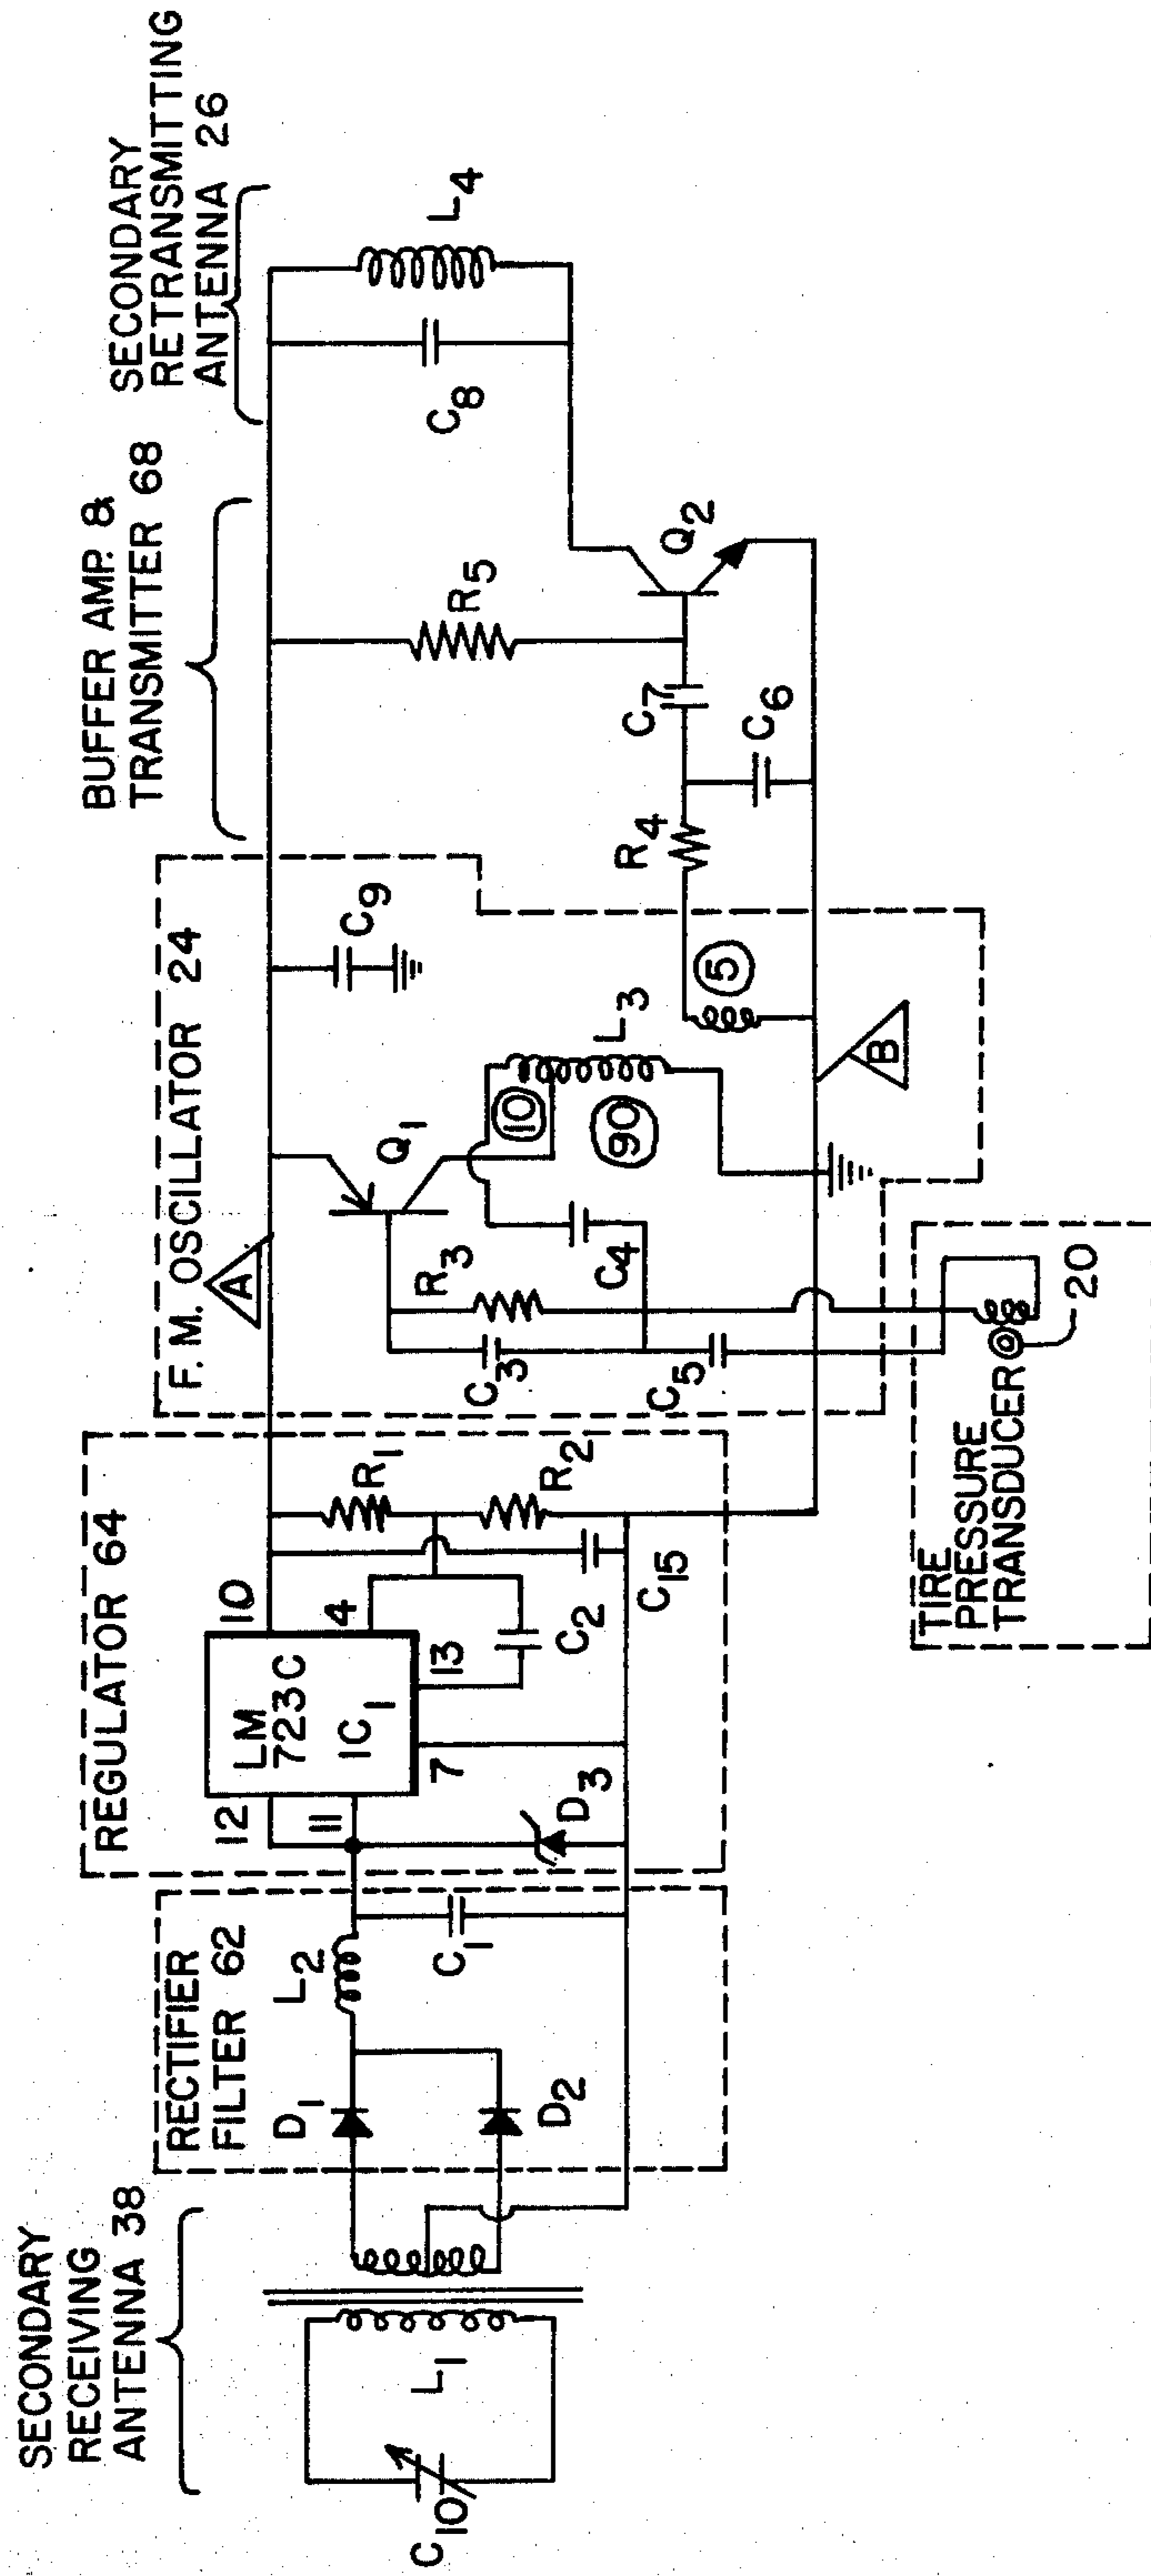 SECONDARY
RECEIVING
ANTENNA 38
C10
L1
RECTIFIER
FILTER 62
D1
D2
L2
C1
REGULATOR 64
12
11
LM
723C
IC1
10
4
13
7
D3
C2
C15
R1
R2
F. M. OSCILLATOR 24
A
R3
C3
C4
C5
Q1
10
90
L3
5
C9
B
TIRE
PRESSURE
TRANSDUCER
20
BUFFER AMP. &
TRANSMITTER 68
R4
C7
C6
R5
Q2
SECONDARY
RETRANSMITTING
ANTENNA 26
C8
L4